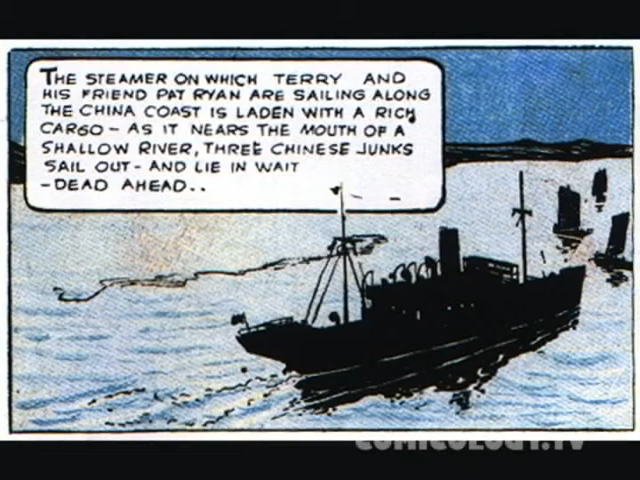 THE STEAMER ON WHICH TERRY AND
HIS FRIEND PAT RYAN ARE SAILING ALONG
THE CHINA COAST IS LADEN WITH A RICH
CARGO - AS IT NEARS THE MOUTH OF A
SHALLOW RIVER, THREE CHINESE JUNKS
SAIL OUT - AND LIE IN WAIT
- DEAD AHEAD..
COMICOLOGY.TV